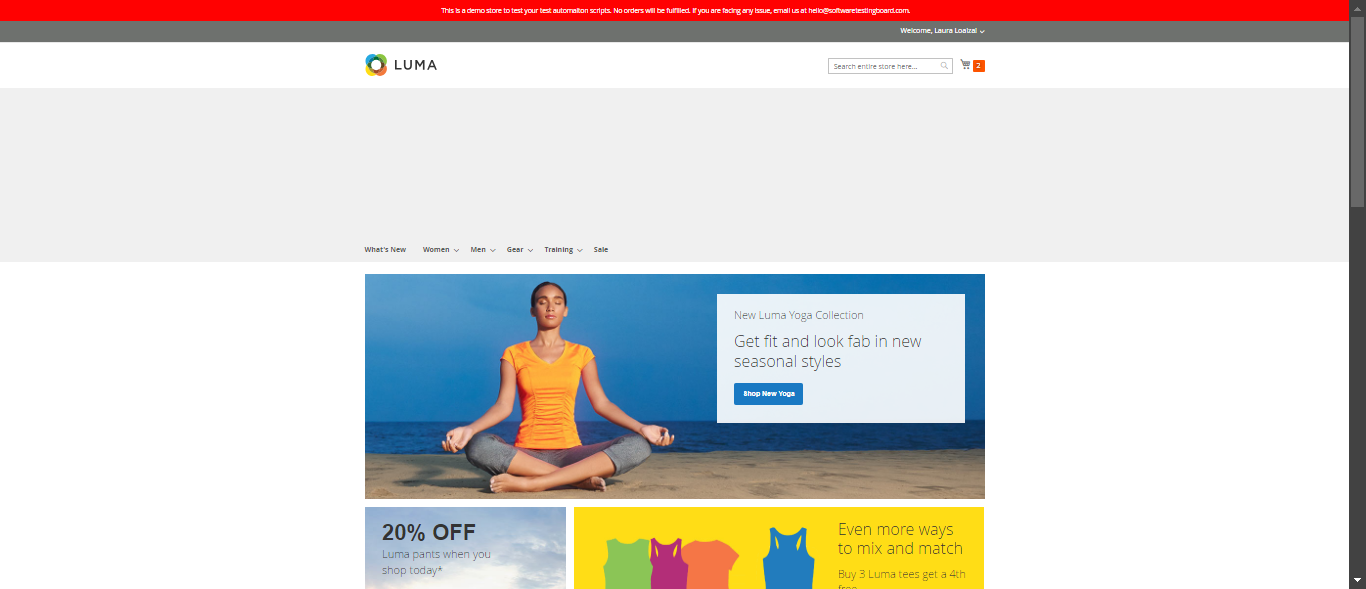 This is a demo store to test your test automaiton scripts. No orders will be fulfilled. If you are facing any issue, email us at hello@softwaretestingboard.com.
Welcome, Laura Loaiza!
LUMA
Search entire store here...
2
What's New Women Men Gear Training Sale
New Luma Yoga Collection
Get fit and look fab in new
seasonal styles
Shop New Yoga
20% OFF
Luma pants when you
shop today*
Even more ways
to mix and match
Buy 3 Luma tees get a 4th
free